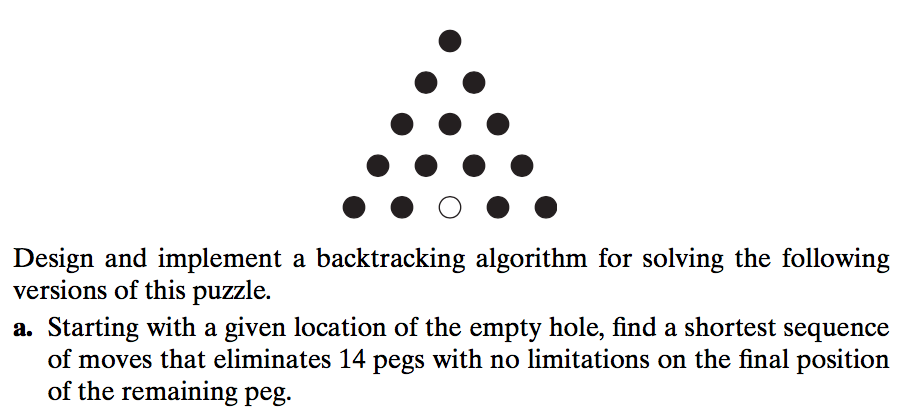 Design and implement a backtracking algorithm for solving the following
versions of this puzzle.
a. Starting with a given location of the empty hole, find a shortest sequence
of moves that eliminates 14 pegs with no limitations on the final position
of the remaining peg.